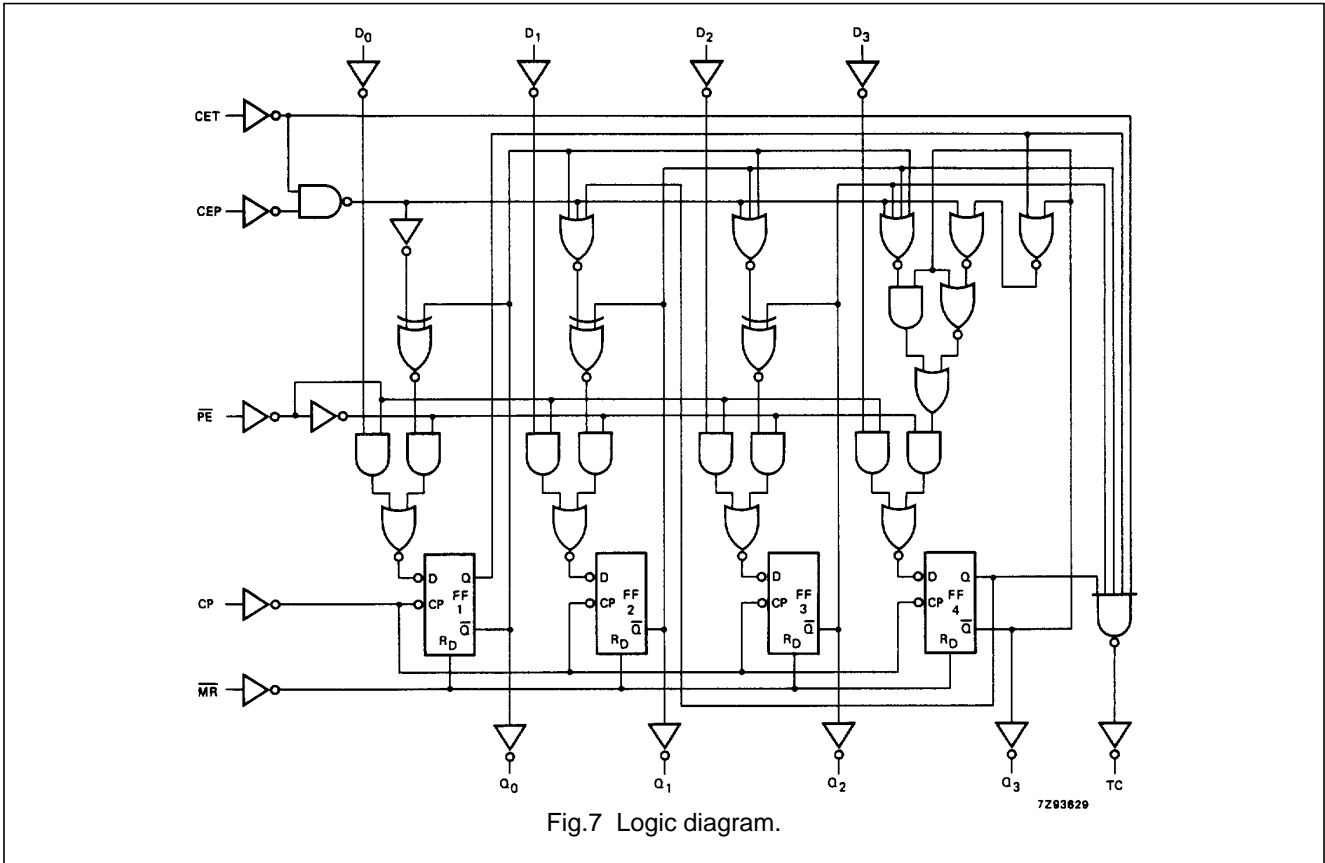 D0 D1 D2 D3
CET
CEP
PE
D Q D Q D Q
CP
CP FF 1 CP FF 2 CP FF 3 CP FF 4
Q Q Q Q
RD RD RD RD
MR
Q0 Q1 Q2 Q3 TC
7Z93629
Fig.7 Logic diagram.